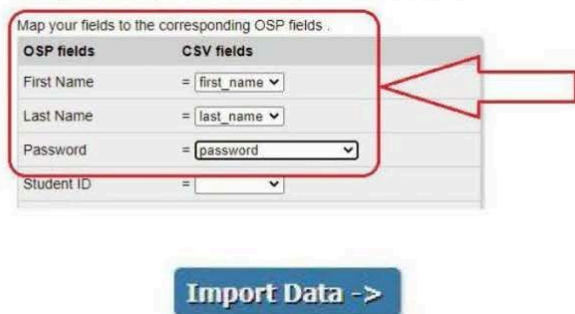 Map your fields to the corresponding OSP fields .
OSP fields CSV fields
First Name = first_name
Last Name = last_name
Password = password
Student ID =
Import Data ->